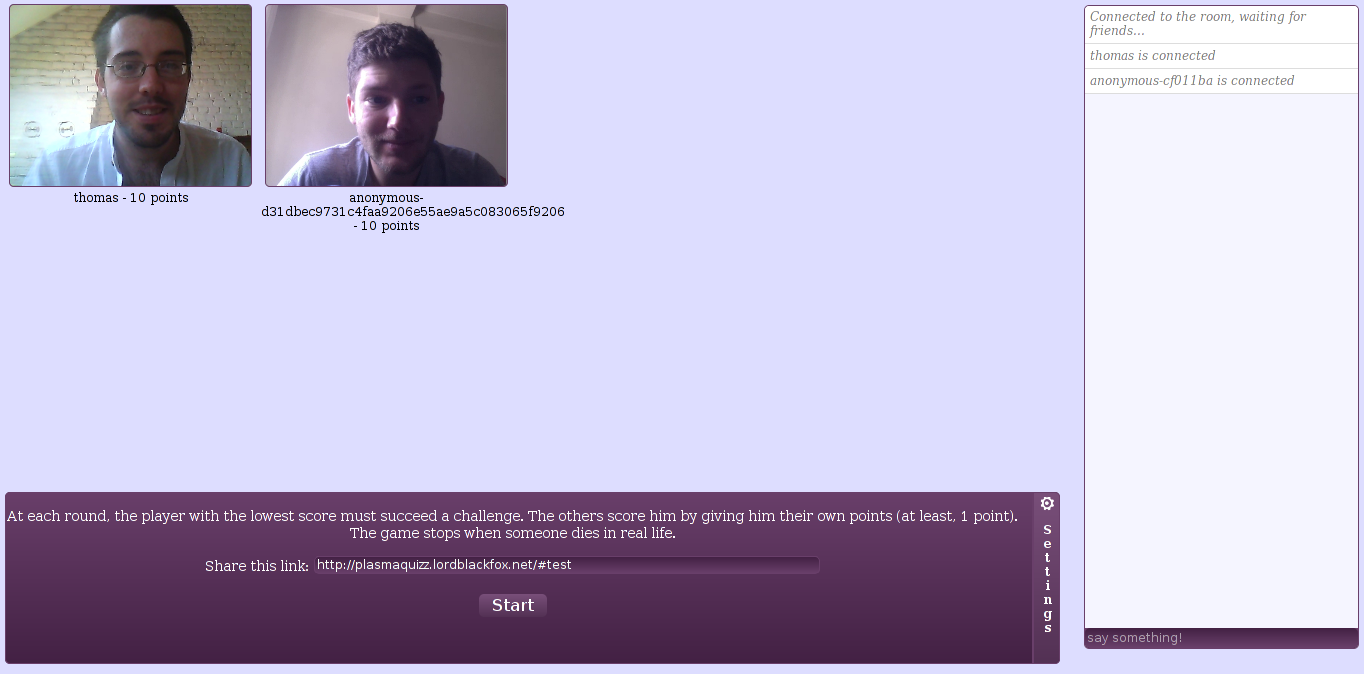 thomas - 10 points
anonymous-
d31dbec9731c4faa9206e55ae9a5c083065f9206
- 10 points
At each round, the player with the lowest score must succeed a challenge. The others score him by giving him their own points (at least, 1 point).
The game stops when someone dies in real life.
Share this link: http://plasmaquizz.lordblackfox.net/#test
Start
Settings
Connected to the room, waiting for
friends...
thomas is connected
anonymous-cf011ba is connected
say something!